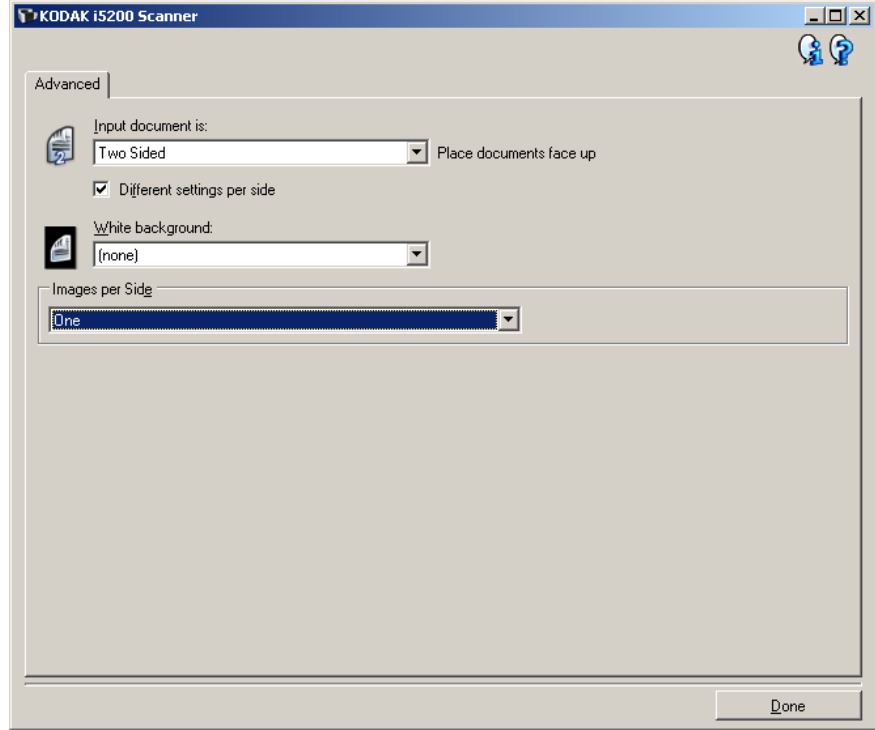 KODAK i5200 Scanner
Advanced
Input document is:
2
Two Sided
Place documents face up
Different settings per side
White background:
(none)
Images per Side
One
Done